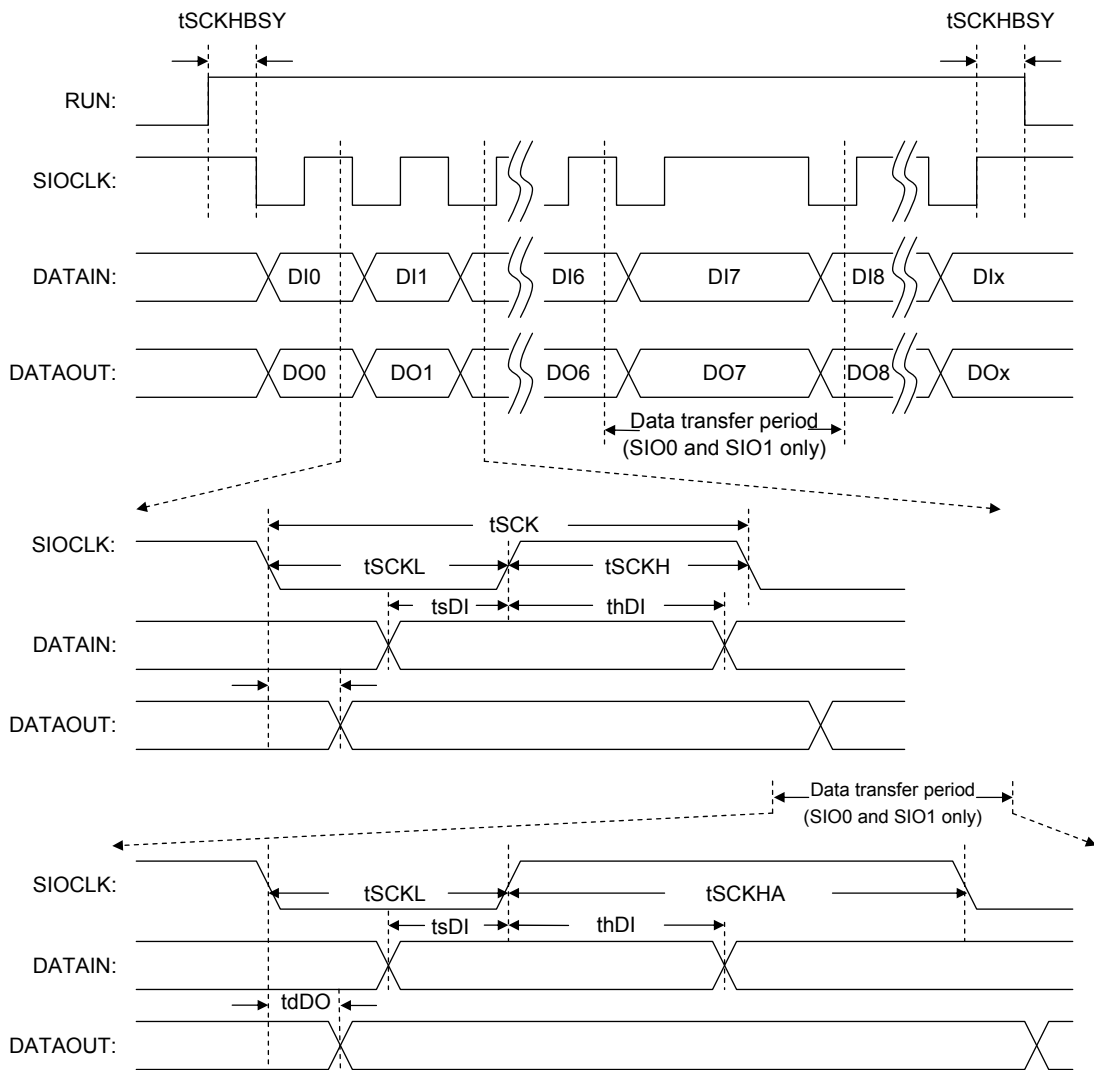 tSCKHBSY tSCKHBSY
RUN:
SIOCLK:
DATAIN: DI0 DI1 DI6 DI7 DI8 DIx
DATAOUT: DO0 DO1 DO6 DO7 DO8 DOx
Data transfer period
(SIO0 and SIO1 only)
tSCK
SIOCLK:
tSCKL tSCKH
tsDI thDI
DATAIN:
DATAOUT:
Data transfer period
(SIO0 and SIO1 only)
SIOCLK:
tSCKL tSCKHA
tsDI thDI
DATAIN:
tdDO
DATAOUT: